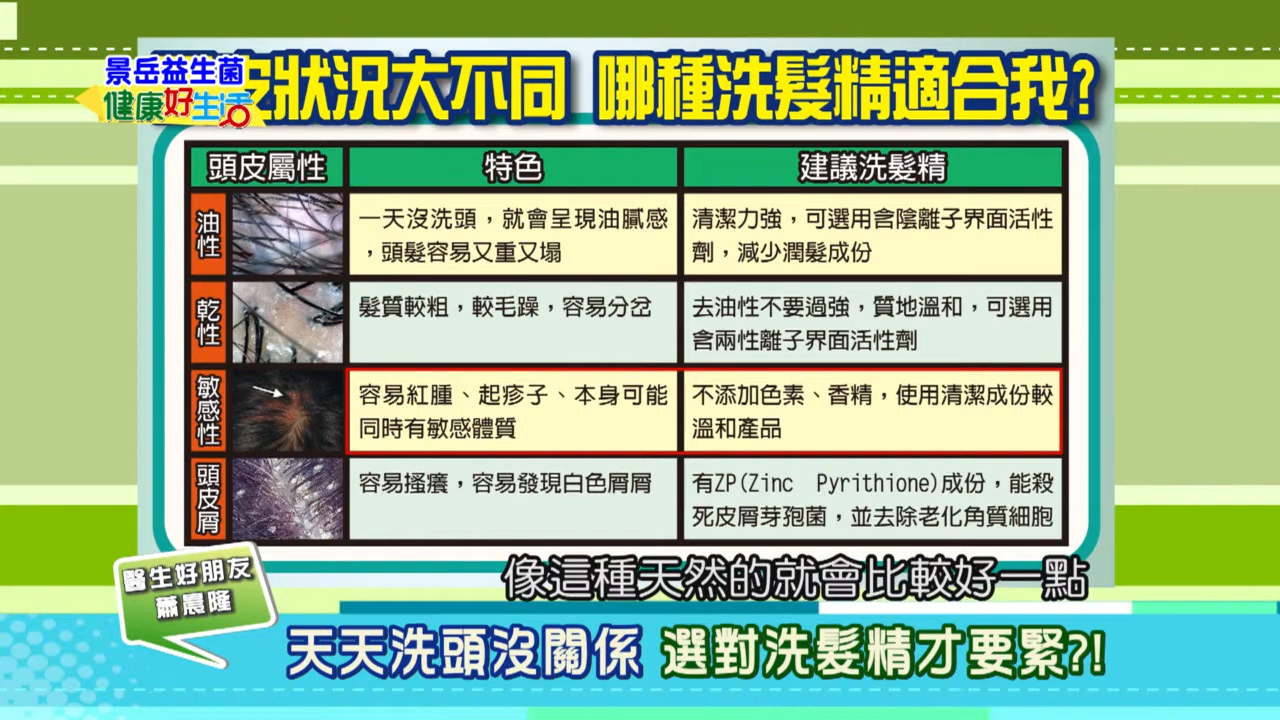 景岳益生菌
健康好生活
皮狀況大不同 哪種洗髮精適合我?
頭皮屬性
特色
建議洗髮精
油性
一天沒洗頭，就會呈現油膩感
，頭髮容易又重又塌
清潔力強，可選用含陰離子界面活性
劑，減少潤髮成份
乾性
髮質較粗，較毛躁，容易分岔
去油性不要過強，質地溫和，可選用
含兩性離子界面活性劑
敏感性
容易紅腫、起疹子、本身可能
同時有敏感體質
不添加色素、香精，使用清潔成份較
溫和產品
頭皮屑
容易搔癢，容易發現白色屑屑
有ZP(Zinc Pyrithione)成份，能殺
死皮屑芽孢菌，並去除老化角質細胞
像這種天然的就會比較好一點
醫生好朋友
蕭農隆
天天洗頭沒關係 選對洗髮精才要緊?!